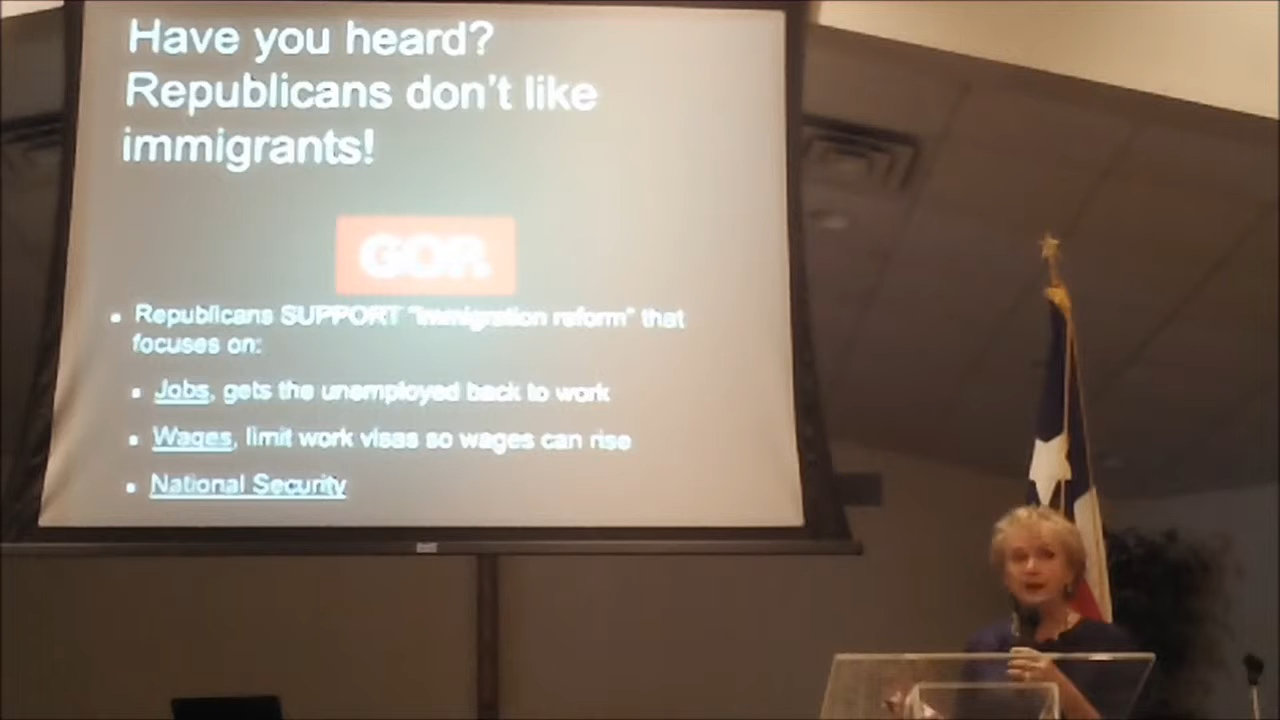 Have you heard?
Republicans don't like
immigrants!
GOP.
Republicans SUPPORT "immigration reform" that
focuses on:
Jobs, gets the unemployed back to work
Wages, limit work visas so wages can rise
National Security